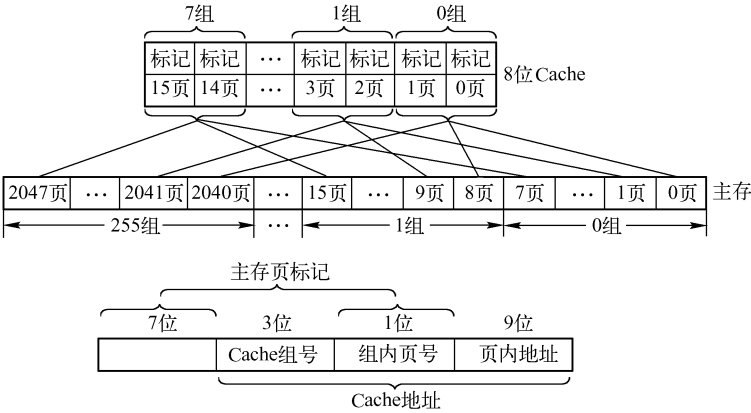 7组 1组 0组
标记 标记 … 标记 标记 标记 标记
15页 14页 … 3页 2页 1页 0页
8位Cache
2047页 … 2041页 2040页 … 15页 … 9页 8页 7页 … 1页 0页 主存
255组 … 1组 0组
主存页标记
7位 3位 1位 9位
Cache组号 组内页号 页内地址
Cache地址